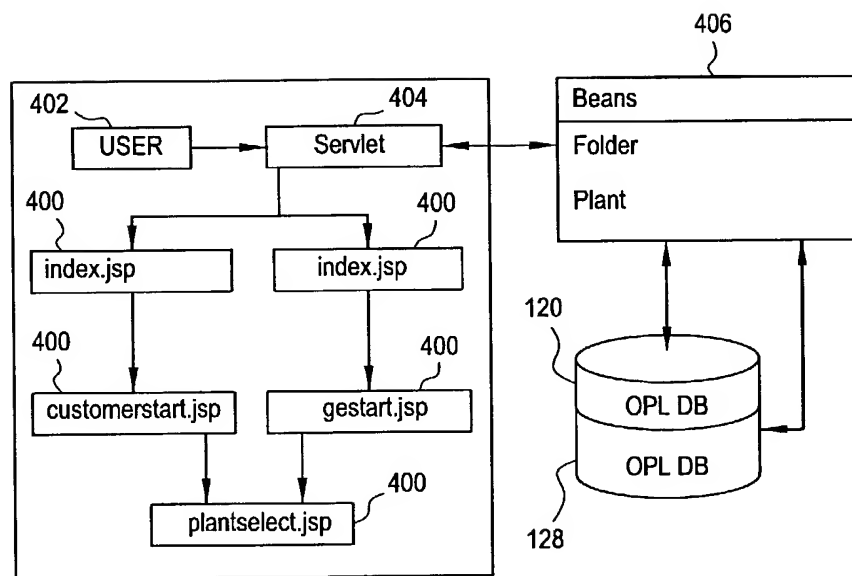 406
402
404
Beans
USER
Servlet
Folder
Plant
400
400
index.jsp
index.jsp
120
400
400
customerstart.jsp
gestart.jsp
OPL DB
OPL DB
400
plantselect.jsp
128